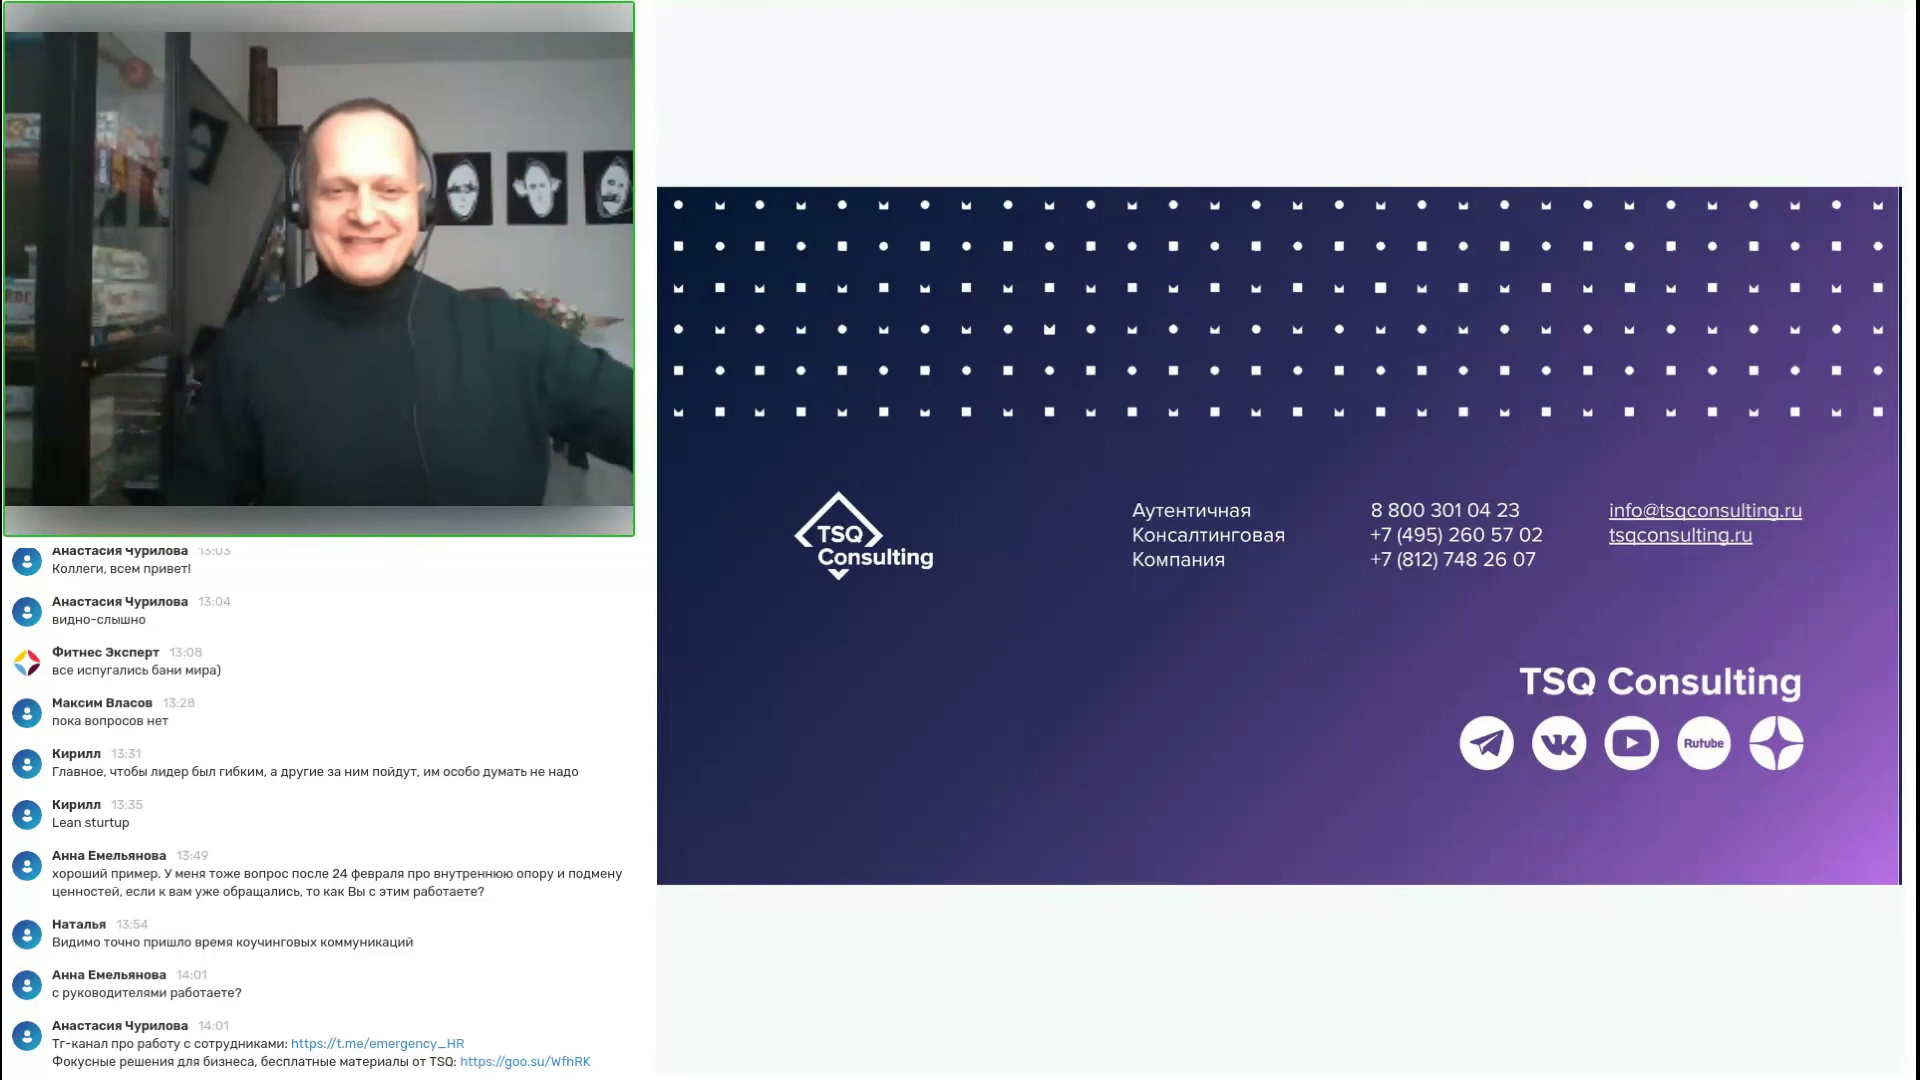 Анастасия Чурилова 13:03
Коллеги, всем привет!
Анастасия Чурилова 13:04
видно-слышно
Фитнес Эксперт 13:08
все испугались бани мира)
Максим Власов 13:28
пока вопросов нет
Кирилл 13:31
Главное, чтобы лидер был гибким, а другие за ним пойдут, им особо думать не надо
Кирилл 13:35
Lean sturtup
Анна Емельянова 13:49
хороший пример. У меня тоже вопрос после 24 февраля про внутреннюю опору и подмену
ценностей, если к вам уже обращались, то как Вы с этим работаете?
Наталья 13:54
Видимо точно пришло время коучинговых коммуникаций
Анна Емельянова 14:01
с руководителями работаете?
Анастасия Чурилова 14:01
Тг-канал про работу с сотрудниками: https://t.me/emergency_HR
Фокусные решения для бизнеса, бесплатные материалы от TSQ: https://goo.su/WfhRK
TSQ
Consulting
Аутентичная
Консалтинговая
Компания
8 800 301 04 23
+7 (495) 260 57 02
+7 (812) 748 26 07
info@tsqconsulting.ru
tsqconsulting.ru
TSQ Consulting
Rutube